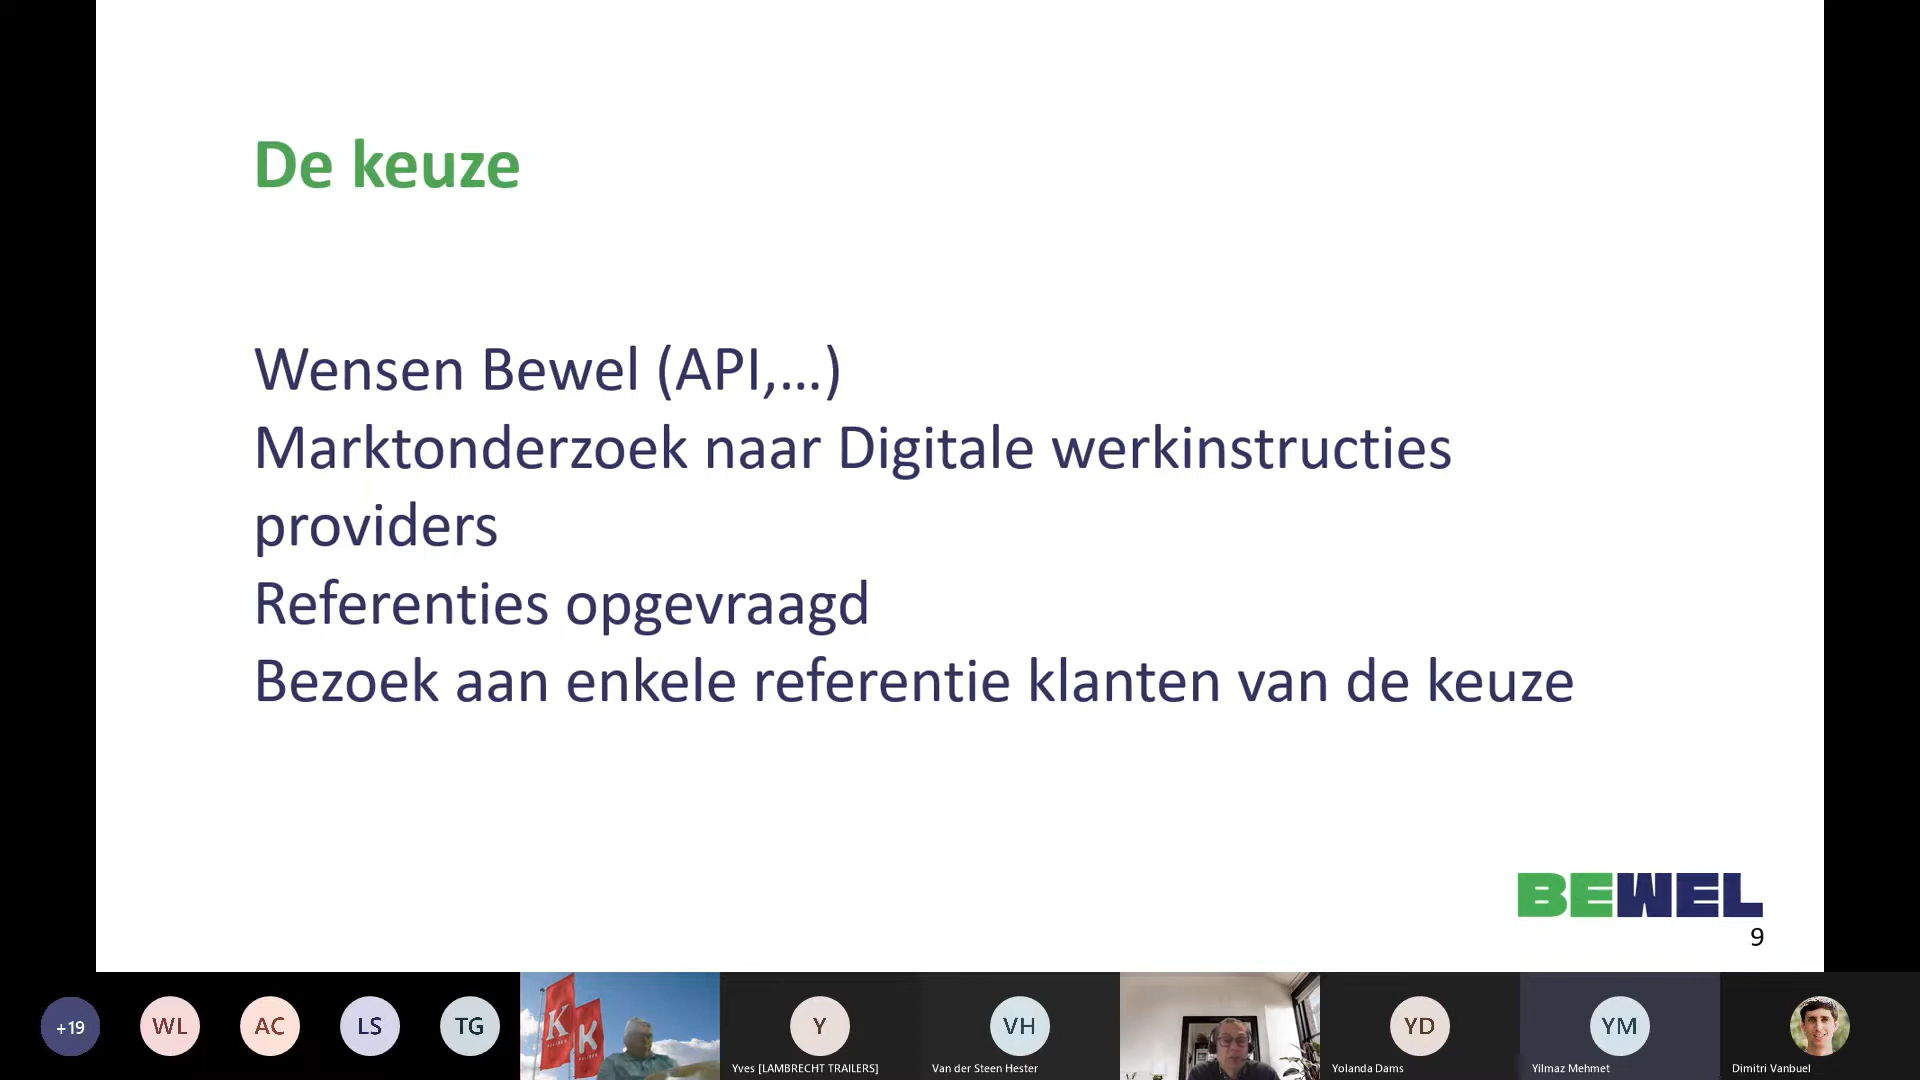 De keuze
Wensen Bewel (API,...)
Marktonderzoek naar Digitale werkinstructies
providers
Referenties opgevraagd
Bezoek aan enkele referentie klanten van de keuze
BEWEL
9
+19
WL
AC
LS
TG
K
K
Y
VH
YD
YM
Yves [LAMBRECHT TRAILERS]
Van der Steen Hester
Yolanda Dams
Yilmaz Mehmet
Dimitri Vanbuel